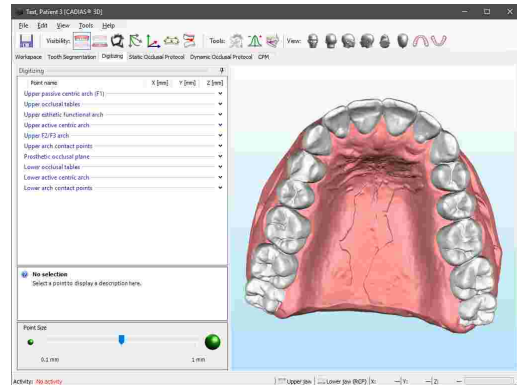 Test, Patient 3 [CADIAS® 3D]
File Edit View Tools Help
Visibility: Tools: View:
Workspace Tooth Segmentation Digitizing Static Occlusal Protocol Dynamic Occlusal Protocol CPM
Digitizing
Point name X [mm] Y [mm] Z [mm]
Upper passive centric arch (F1)
Upper occlusal tables
Upper esthetic functional arch
Upper active centric arch
Upper F2/F3 arch
Upper arch contact points
Prosthetic occlusal plane
Lower occlusal tables
Lower active centric arch
Lower arch contact points
No selection
Select a point to display a description here.
Point Size
0.1 mm 1 mm
Activity: No activity Upper jaw Lower jaw (RCP) X: — Y: — Z: —